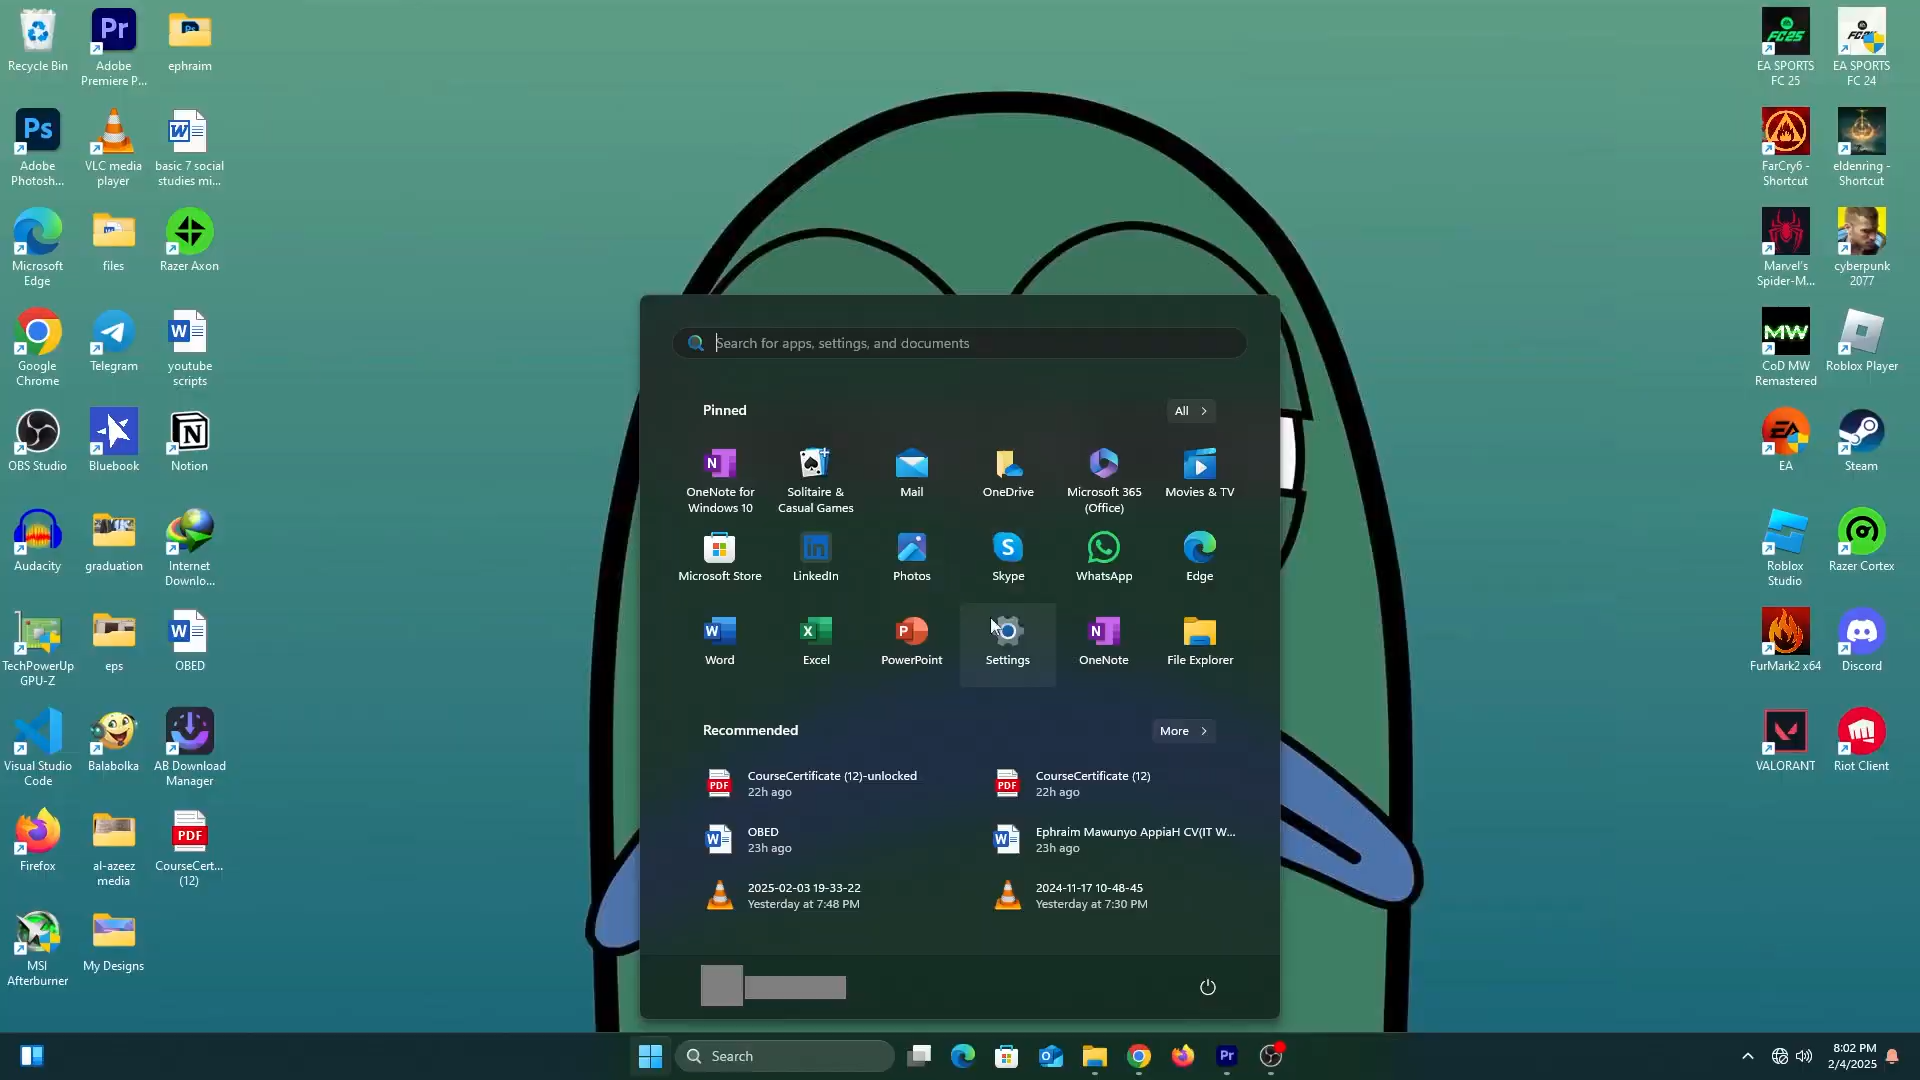 Recycle Bin
Adobe
Premiere P...
ephraim
Adobe
Photosh...
VLC media
player
basic 7 social
studies mi...
Microsoft
Edge
files
Razer Axon
Google
Chrome
Telegram
youtube
scripts
OBS Studio
Bluebook
Notion
Audacity
graduation
Internet
Downlo...
TechPowerUp
GPU-Z
eps
OBED
Visual Studio
Code
Balabolka
AB Download
Manager
Firefox
al-azeez
media
CourseCert...
(12)
MSI
Afterburner
My Designs
Search for apps, settings, and documents
Pinned
All
OneNote for
Windows 10
Solitaire &
Casual Games
Mail
OneDrive
Microsoft 365
(Office)
Movies & TV
Microsoft Store
LinkedIn
Photos
Skype
WhatsApp
Edge
Word
Excel
PowerPoint
Settings
OneNote
File Explorer
Recommended
More
CourseCertificate (12)-unlocked
22h ago
CourseCertificate (12)
22h ago
OBED
23h ago
Ephraim Mawunyo AppiaH CV(IT W...
23h ago
2025-02-03 19-33-22
Yesterday at 7:48 PM
2024-11-17 10-48-45
Yesterday at 7:30 PM
EA SPORTS
FC 25
EA SPORTS
FC 24
FarCry6 -
Shortcut
eldenring -
Shortcut
Marvel's
Spider-M...
cyberpunk
2077
CoD MW
Remastered
Roblox Player
EA
Steam
Roblox
Studio
Razer Cortex
FurMark2 x64
Discord
VALORANT
Riot Client
Search
8:02 PM
2/4/2025